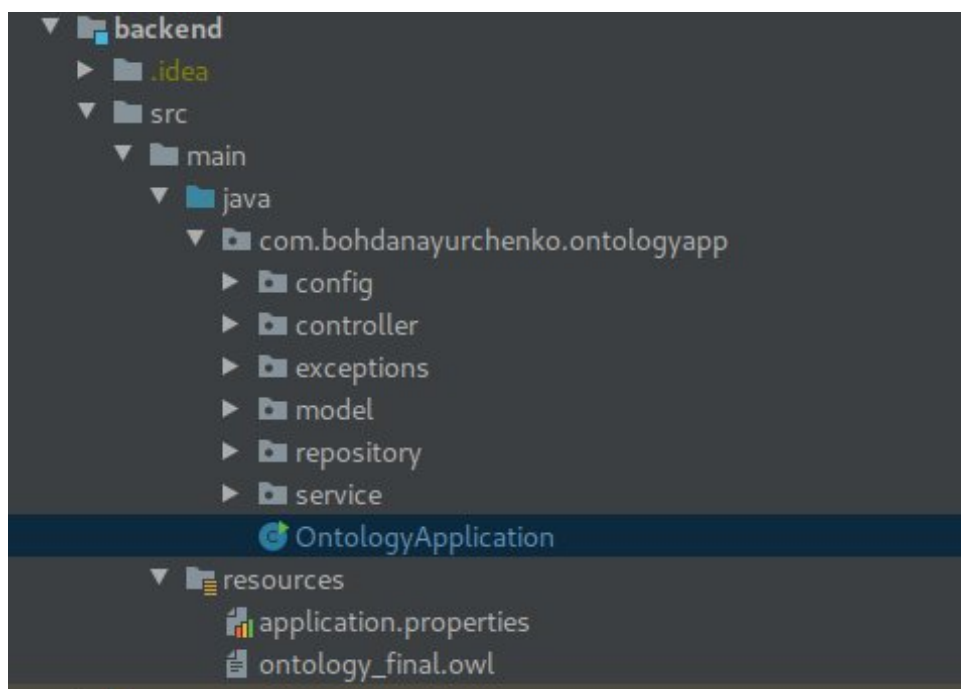 backend
.idea
src
main
java
com.bohdanayurchenko.ontologyapp
config
controller
exceptions
model
repository
service
OntologyApplication
resources
application.properties
ontology_final.owl